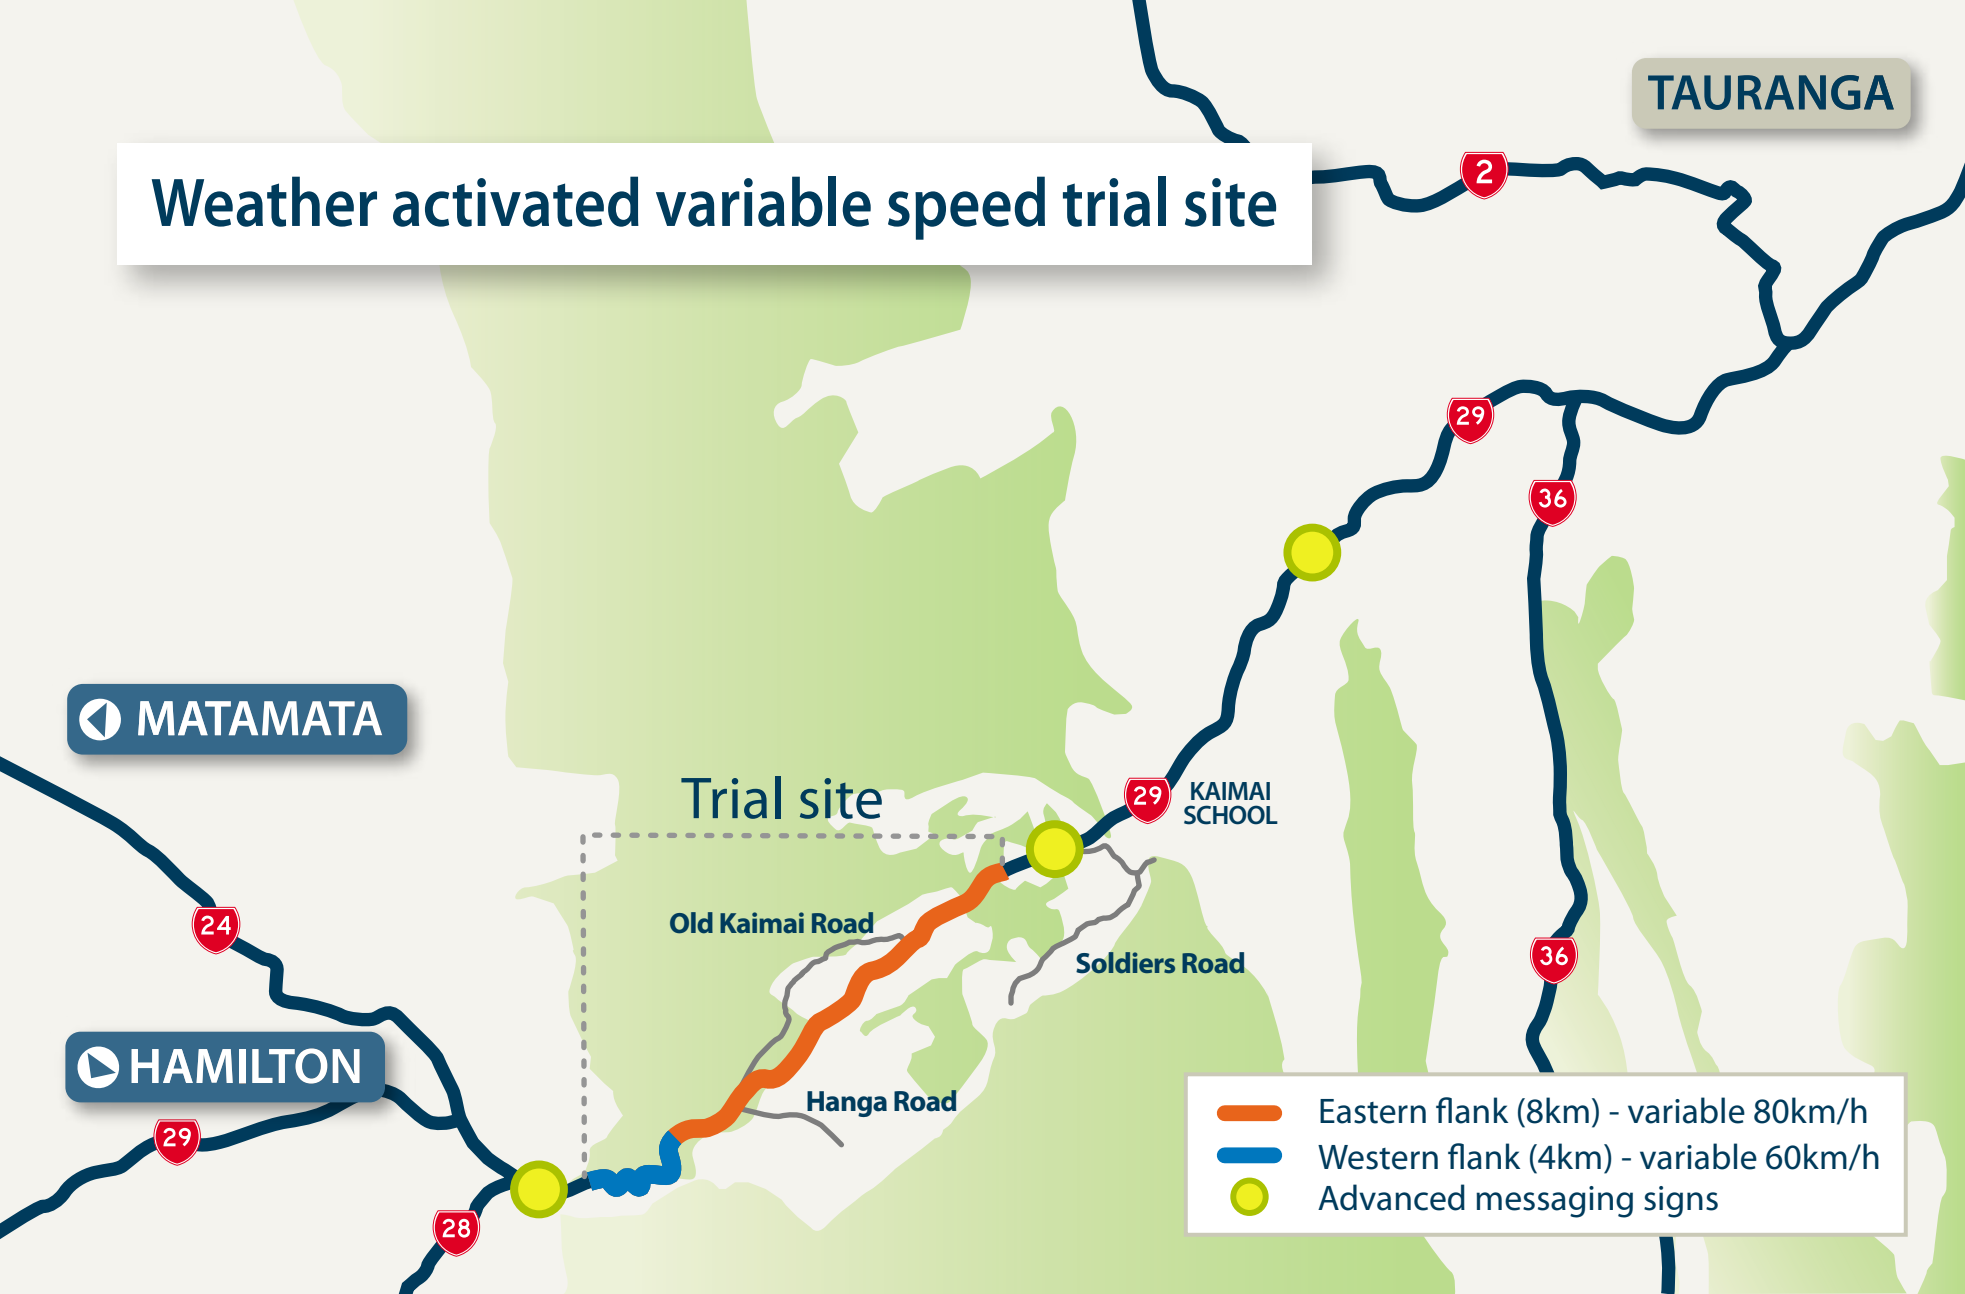 TAURANGA
2
Weather activated variable speed trial site
29
36
MATAMATA
Trial site
29
KAIMAI
SCHOOL
24
Old Kaimai Road
Soldiers Road
36
HAMILTON
Hanga Road
29
28
Eastern flank (8km) - variable 80km/h
Western flank (4km) - variable 60km/h
Advanced messaging signs